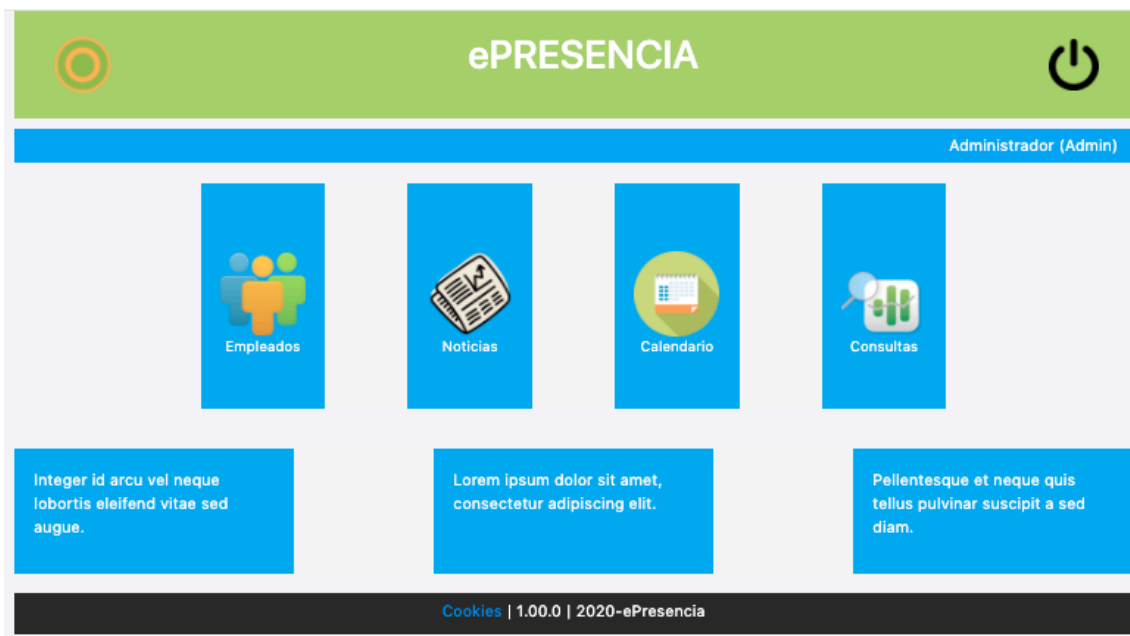 ePRESENCIA
Administrador (Admin)
Empleados
Noticias
Calendario
Consultas
Integer id arcu vel neque
lobortis eleifend vitae sed
augue.
Lorem ipsum dolor sit amet,
consectetur adipiscing elit.
Pellentesque et neque quis
tellus pulvinar suscipit a sed
diam.
Cookies | 1.00.0 | 2020-ePresencia